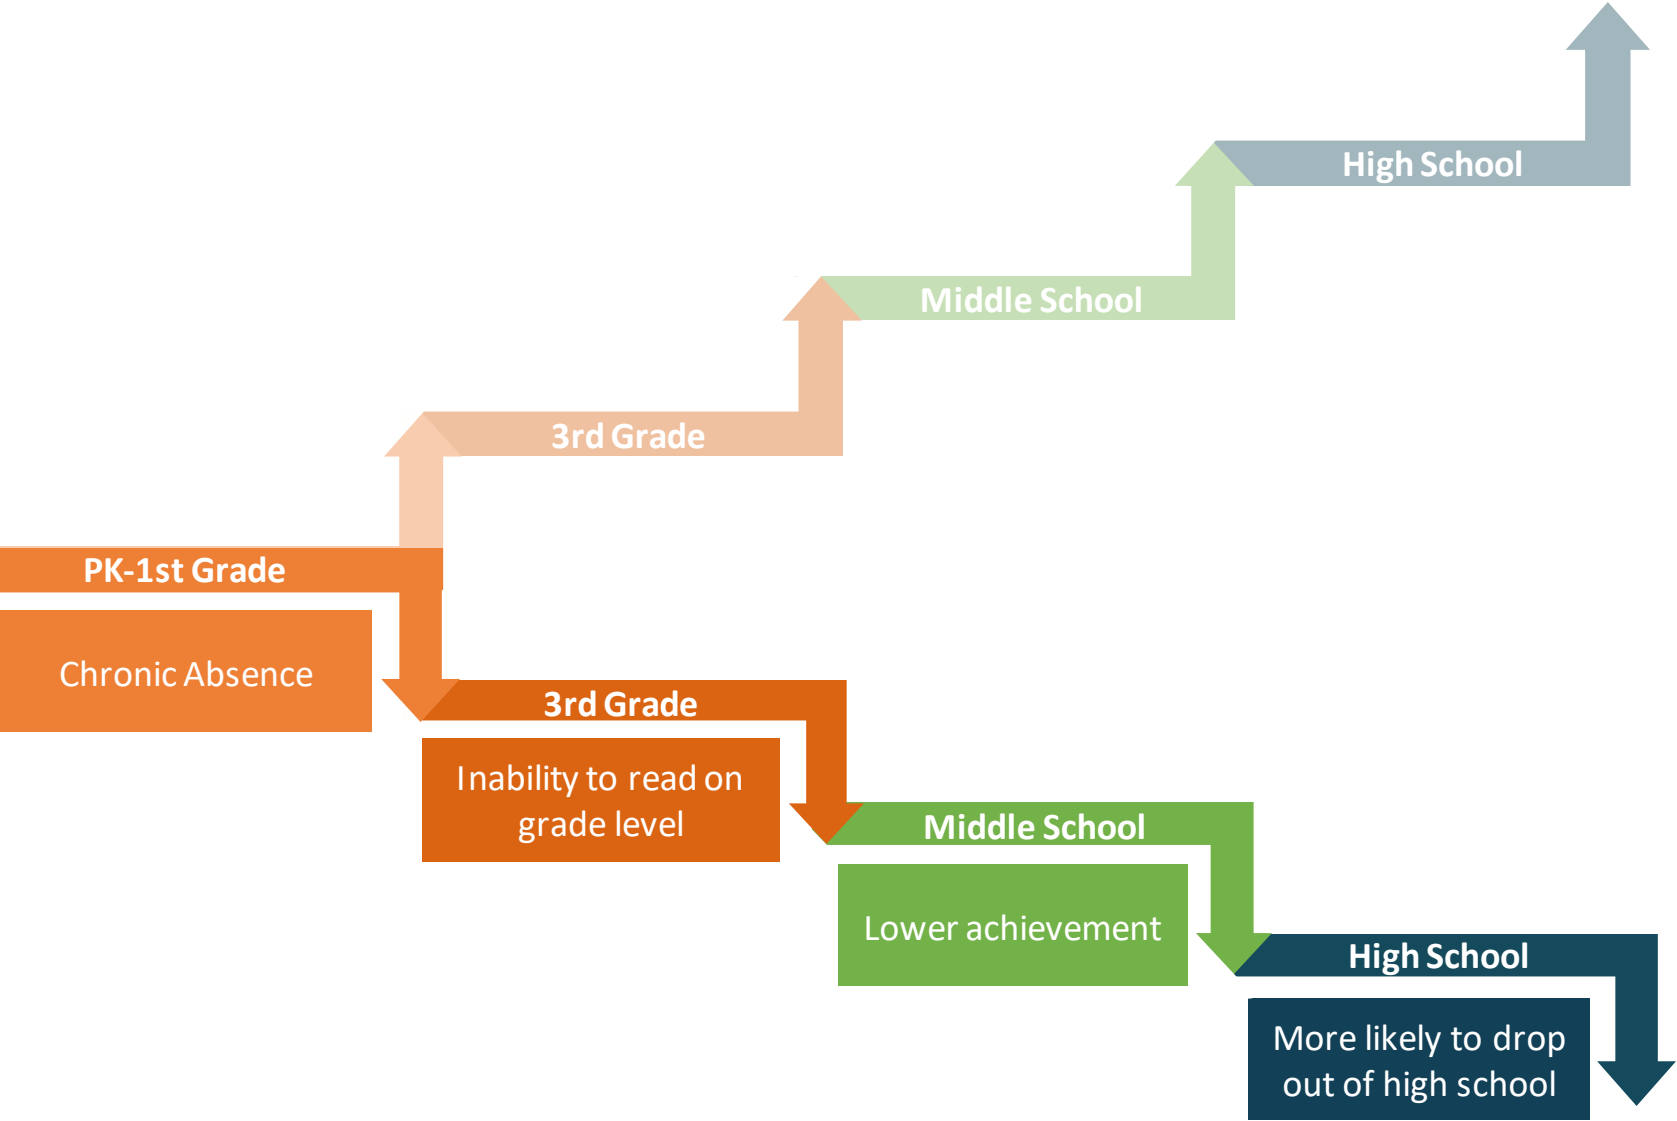 High School
Middle School
3rd Grade
PK-1st Grade
Chronic Absence
3rd Grade
Inability to read on
grade level
Middle School
Lower achievement
High School
More likely to drop
out of high school